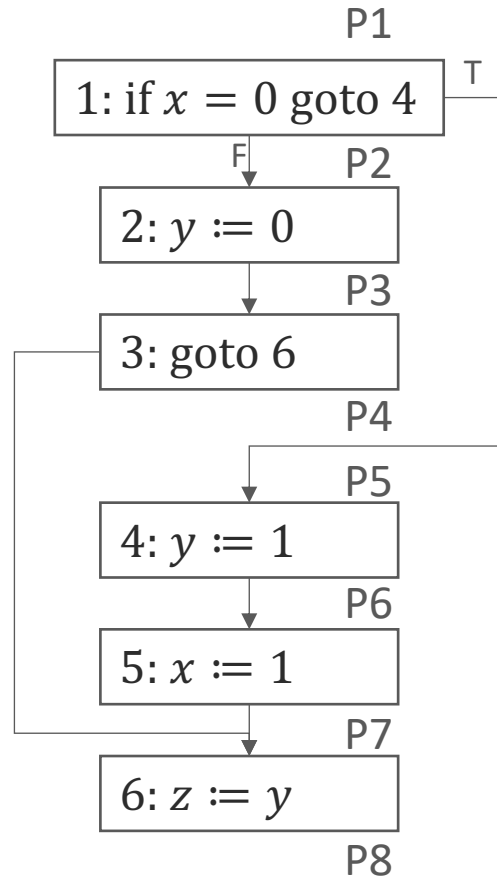 P1
1: if x = 0 goto 4
T
F
P2
2: y := 0
P3
3: goto 6
P4
P5
4: y := 1
P6
5: x := 1
P7
6: z := y
P8